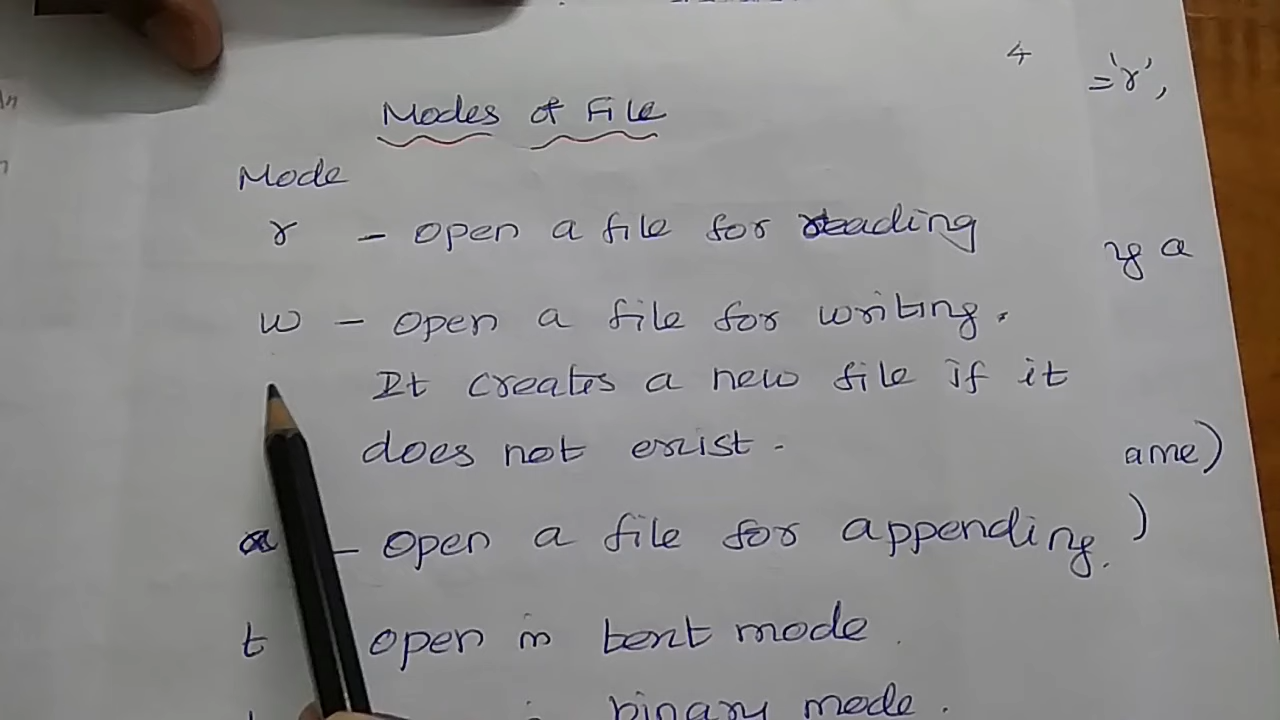 4
='r',
Modes of File
Mode
r - open a file for reading
y a
w - open a file for writing.
It creates a new file if it
does not exist.
ame)
a - open a file for appending.
)
t open in text mode.
binary mode.